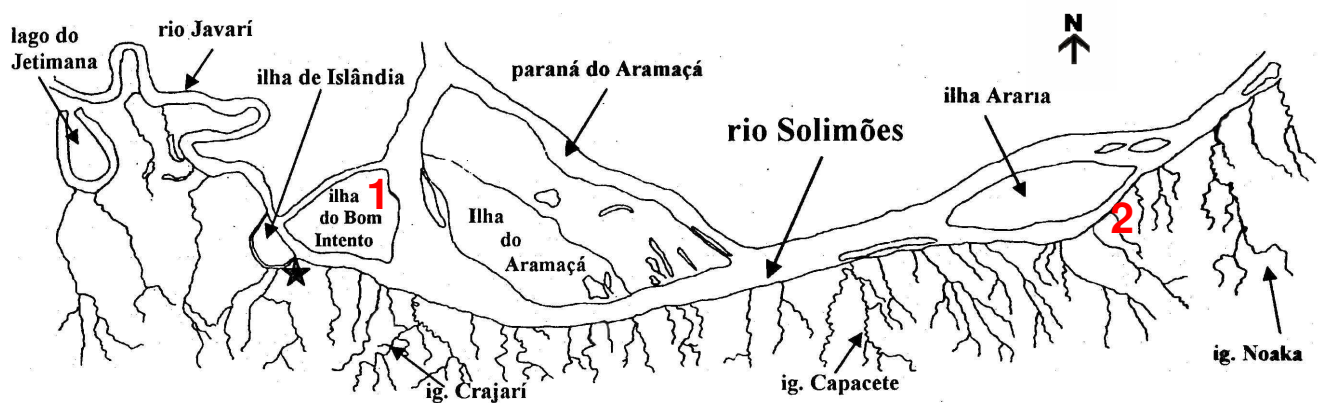 lago do
Jetimana
rio Javarí
ilha de Islândia
paraná do Aramaçá
N
ilha Araria
rio Solimões
1
ilha
do Bom
Intento
Ilha
do
Aramaçá
2
ig. Crajarí
ig. Capacete
ig. Noaka